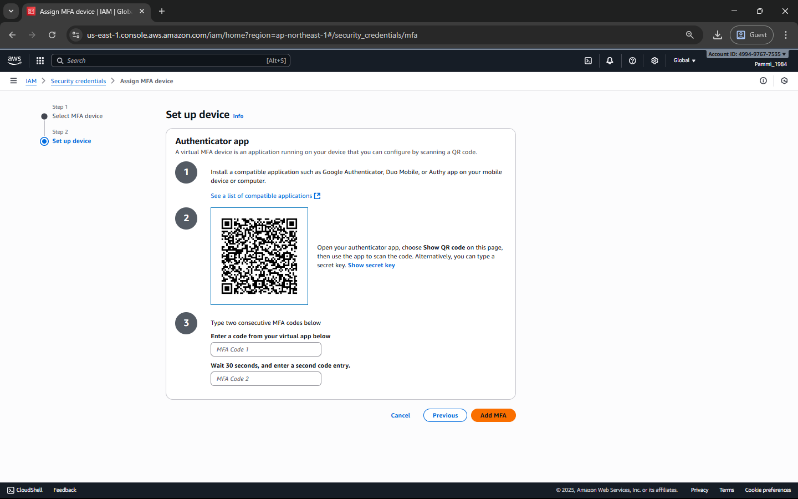 Assign MFA device | IAM | Glob
us-east-1.console.aws.amazon.com/iam/home?region=ap-northeast-1#/security_credentials/mfa
Guest
aws
Search
[Alt+S]
Global
Account ID: 4994-9767-7535
Pammi_1984
IAM > Security credentials > Assign MFA device
Step 1
Select MFA device
Step 2
Set up device
Set up device Info
Authenticator app
A virtual MFA device is an application running on your device that you can configure by scanning a QR code.
1
Install a compatible application such as Google Authenticator, Duo Mobile, or Authy app on your mobile
device or computer.
See a list of compatible applications
2
Open your authenticator app, choose Show QR code on this page,
then use the app to scan the code. Alternatively, you can type a
secret key. Show secret key
3
Type two consecutive MFA codes below
Enter a code from your virtual app below
MFA Code 1
Wait 30 seconds, and enter a second code entry.
MFA Code 2
Cancel
Previous
Add MFA
CloudShell
Feedback
© 2025, Amazon Web Services, Inc. or its affiliates.
Privacy
Terms
Cookie preferences